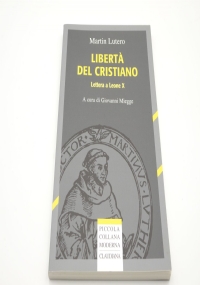 Martin Lutero
LIBERTÀ
DEL CRISTIANO
Lettera a Leone X
A cura di Giovanni Miegge
PICCOLA
COLLANA
MODERNA
CLAUDIANA